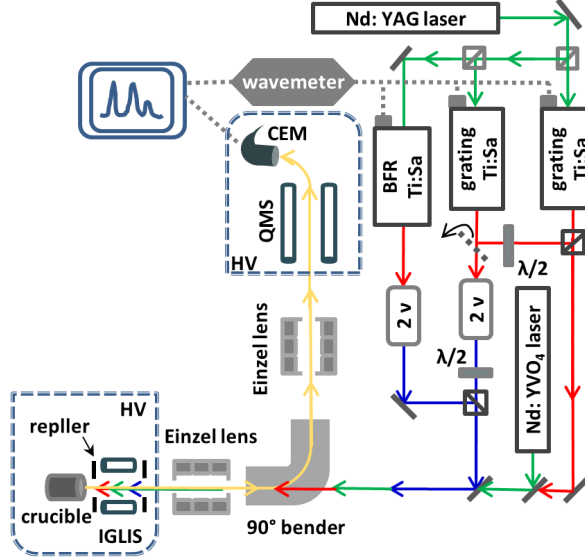 Nd: YAG laser
wavemeter
CEM
QMS
HV
BFR
Ti:Sa
grating
Ti:Sa
grating
Ti:Sa
λ/2
2 ν
2 ν
λ/2
Nd: YVO₄ laser
Einzel lens
HV
repller
Einzel lens
crucible
IGLIS
90° bender